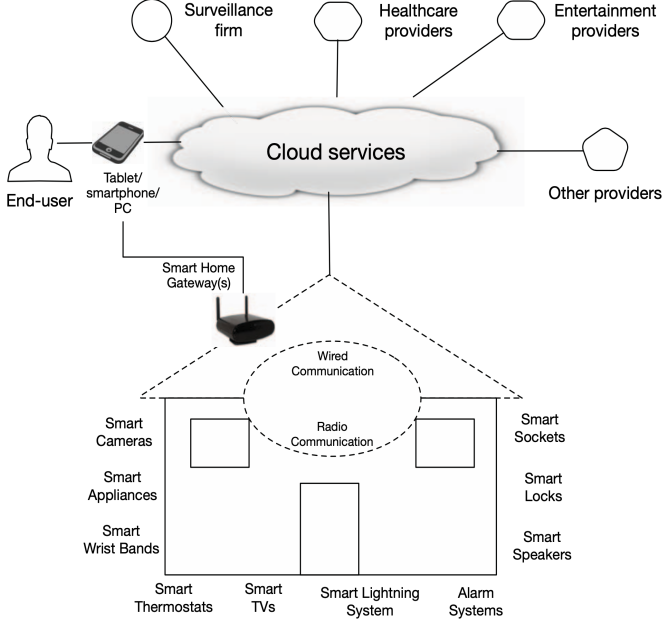 Surveillance
firm
Healthcare
providers
Entertainment
providers
Cloud services
End-user
Tablet/
smartphone/
PC
Other providers
Smart Home
Gateway(s)
Wired
Communication
Radio
Communication
Smart
Cameras
Smart
Sockets
Smart
Appliances
Smart
Locks
Smart
Wrist Bands
Smart
Speakers
Smart
Thermostats
Smart
TVs
Smart Lightning
System
Alarm
Systems